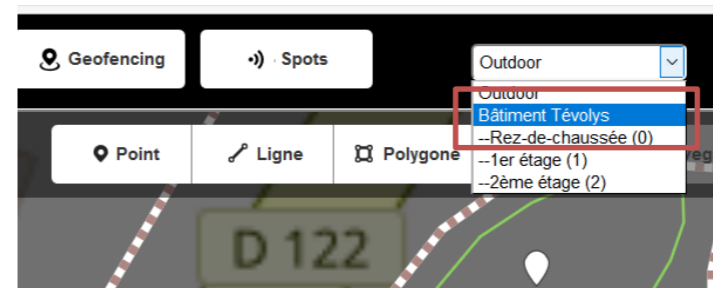 Geofencing
Spots
Outdoor
Outdoor
Bâtiment Tévolys
--Rez-de-chaussée (0)
--1er étage (1)
--2ème étage (2)
Point
Ligne
Polygone
D 122